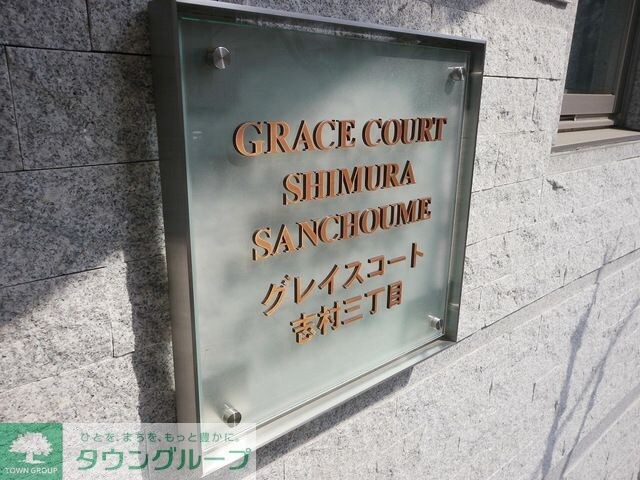 GRACE COURT
SHIMURA
SANCHOUME
グレイスコート
志村三丁目
ひとを、まちを、もっと豊かに。
タウングループ
TOWN GROUP